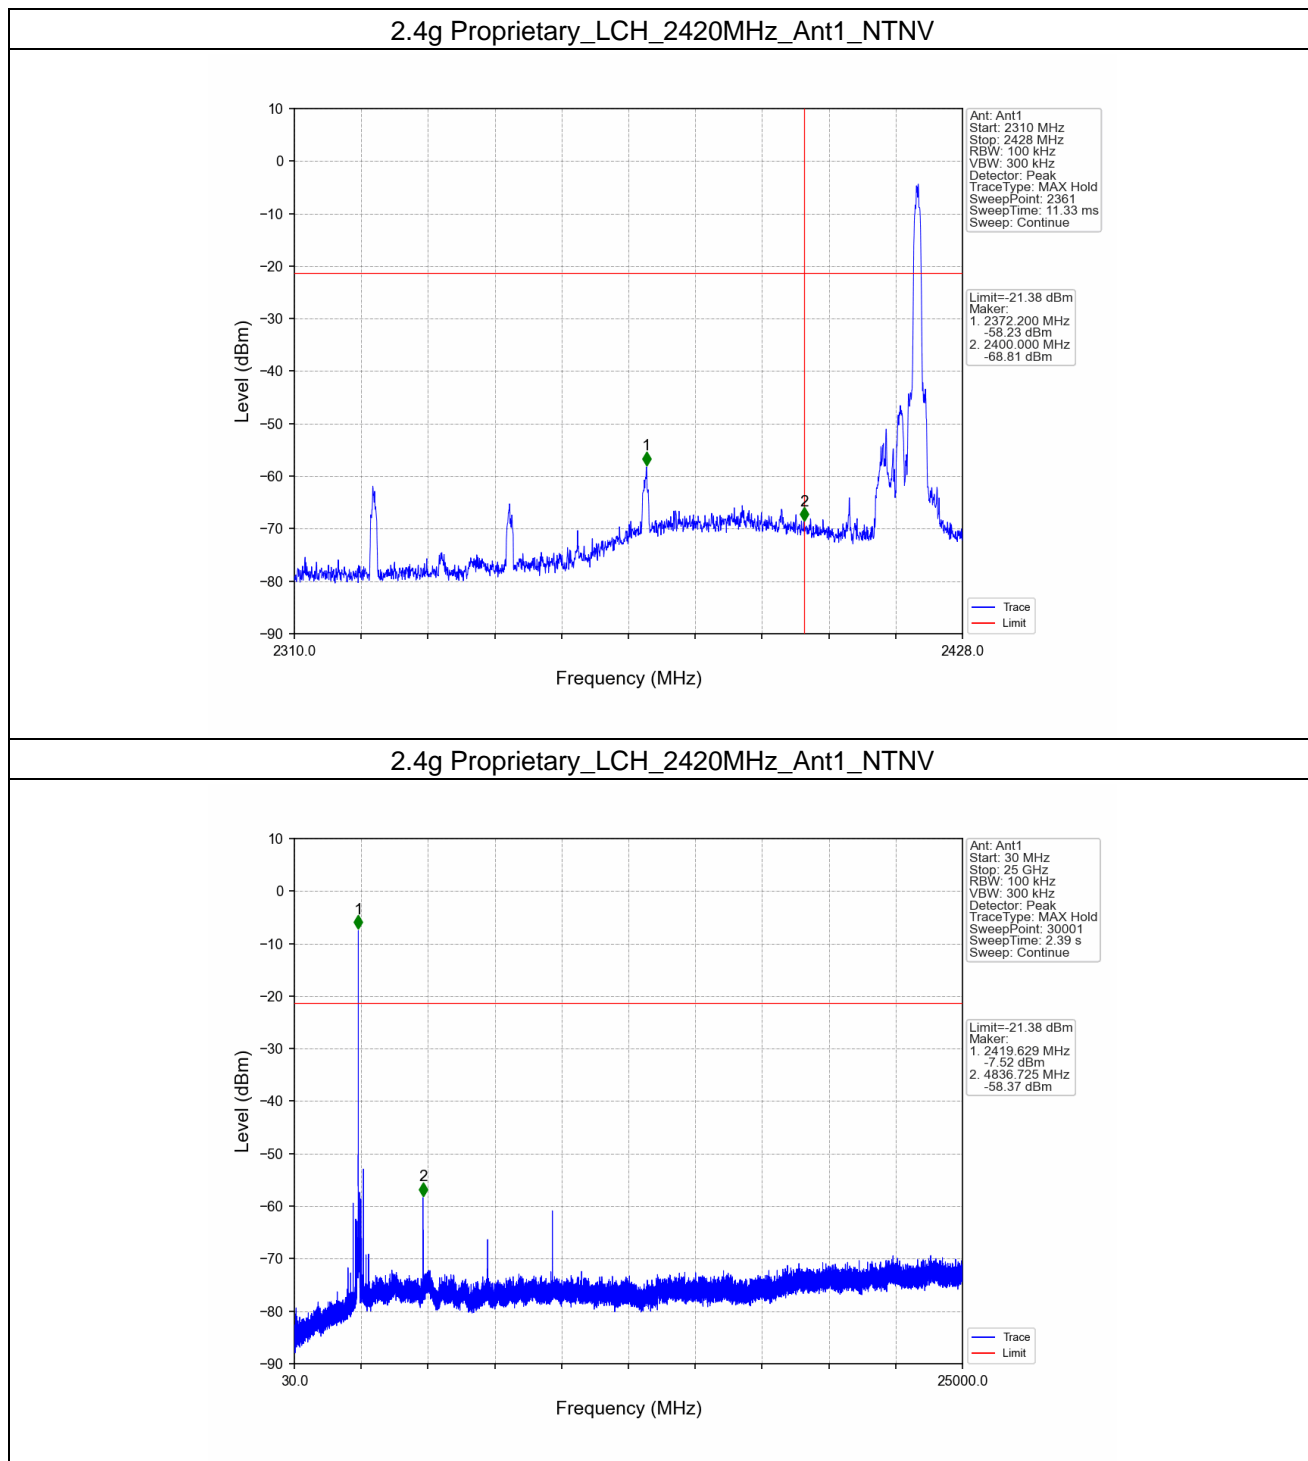 2.4g Proprietary_LCH_2420MHz_Ant1_NTNV
10
0
−10
−20
−30
−40
−50
−60
−70
−80
−90
Level (dBm)
1
2
2310.0
2428.0
Frequency (MHz)
Ant: Ant1
Start: 2310 MHz
Stop: 2428 MHz
RBW: 100 kHz
VBW: 300 kHz
Detector: Peak
TraceType: MAX Hold
SweepPoint: 2361
SweepTime: 11.33 ms
Sweep: Continue
Limit=-21.38 dBm
Maker:
1. 2372.200 MHz
-58.23 dBm
2. 2400.000 MHz
-68.81 dBm
Trace
Limit
2.4g Proprietary_LCH_2420MHz_Ant1_NTNV
10
0
−10
−20
−30
−40
−50
−60
−70
−80
−90
Level (dBm)
1
2
30.0
25000.0
Frequency (MHz)
Ant: Ant1
Start: 30 MHz
Stop: 25 GHz
RBW: 100 kHz
VBW: 300 kHz
Detector: Peak
TraceType: MAX Hold
SweepPoint: 30001
SweepTime: 2.39 s
Sweep: Continue
Limit=-21.38 dBm
Maker:
1. 2419.629 MHz
-7.52 dBm
2. 4836.725 MHz
-58.37 dBm
Trace
Limit